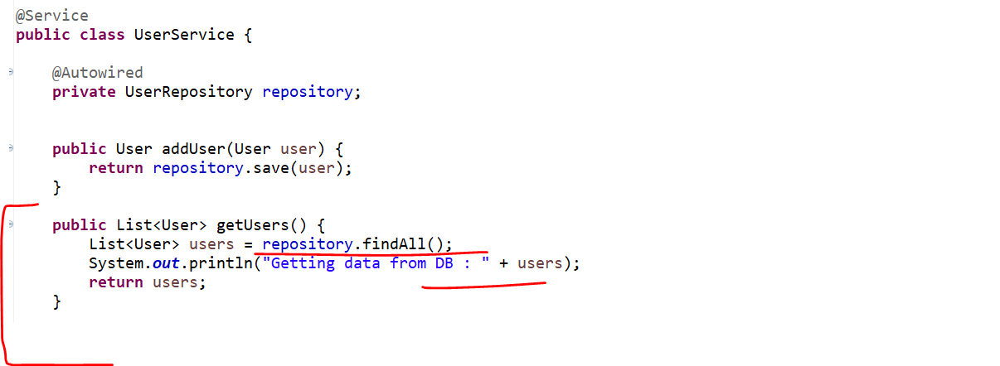 @Service
public class UserService {
@Autowired
private UserRepository repository;
public User addUser(User user) {
return repository.save(user);
}
public List<User> getUsers() {
List<User> users = repository.findAll();
System.out.println("Getting data from DB : " + users);
return users;
}